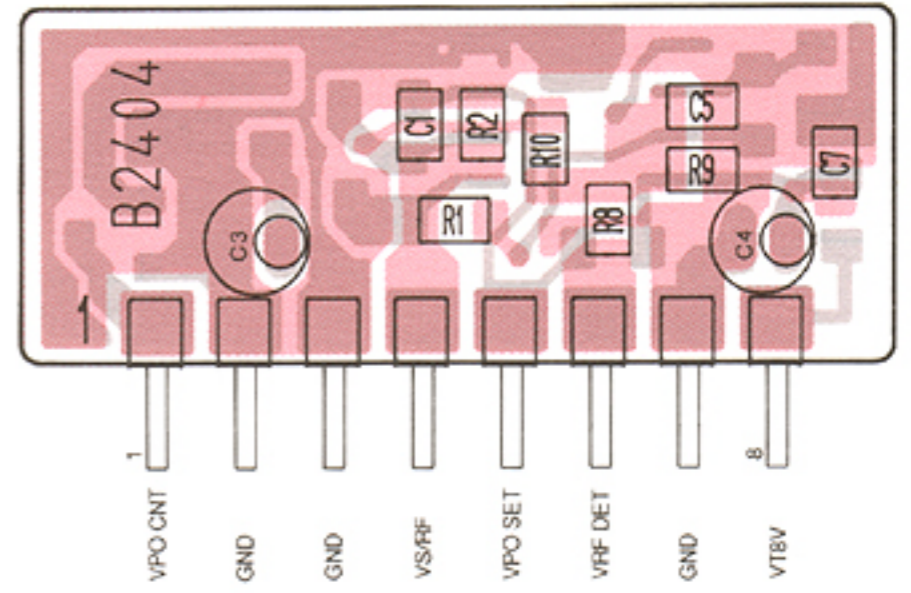 B2404
C1
R2
R10
C5
R9
C7
R1
R8
C3
C4
1
1
8
VPO CNT
GND
GND
VS/RF
VPO SET
VRF DET
GND
VT8V